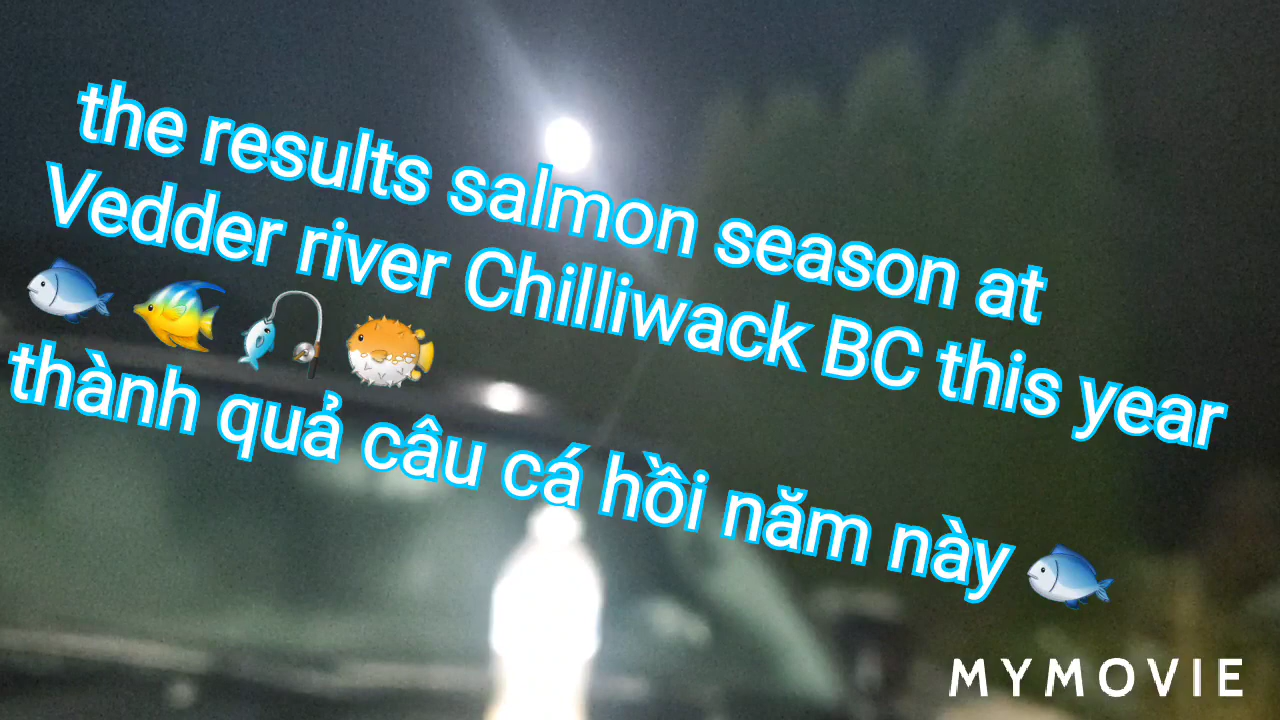 the results salmon season at
Vedder river Chilliwack BC this year
🐟 🐠 🎣 🐡
thành quả câu cá hồi năm này 🐟
MYMOVIE